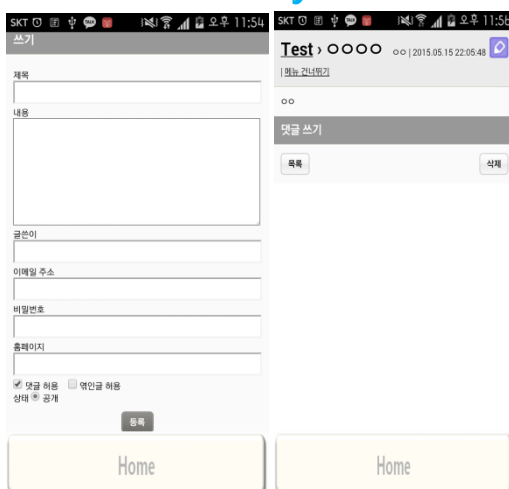 SKT 오후 11:54
쓰기
제목
내용
글쓴이
이메일 주소
비밀번호
홈페이지
댓글 허용 엮인글 허용
상태 공개
등록
Home
SKT 오후 11:56
Test › ㅇㅇㅇㅇ ㅇㅇ | 2015.05.15 22:05:48
| 메뉴 건너뛰기
ㅇㅇ
댓글 쓰기
목록 삭제
Home